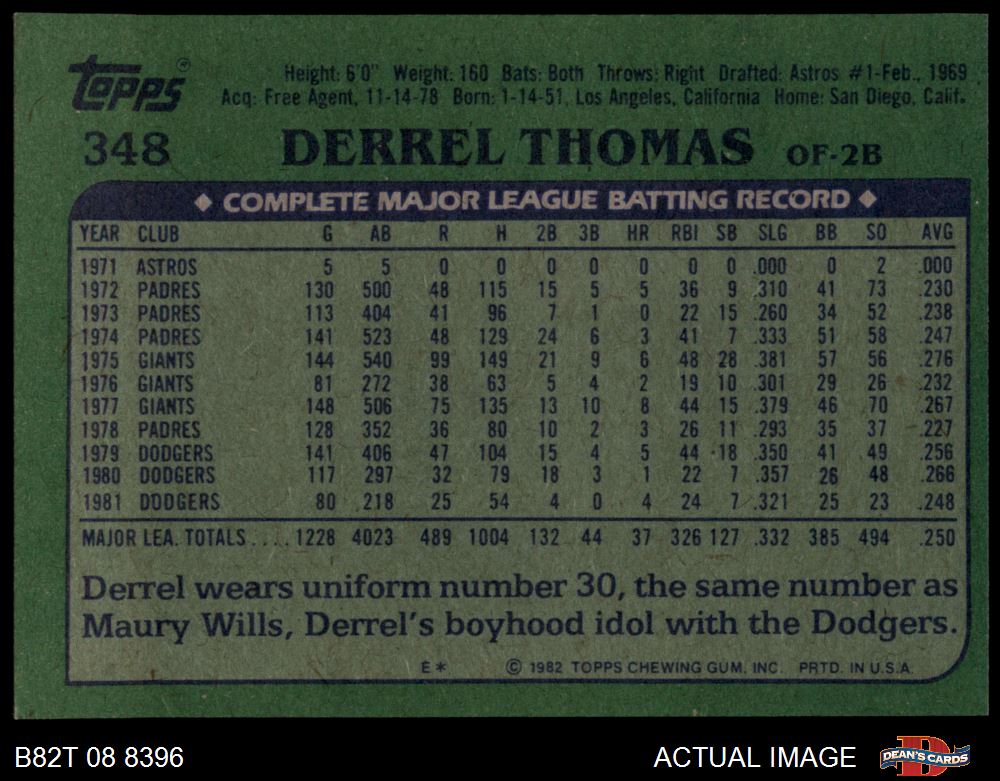 Topps®
Height: 6'0" Weight: 160 Bats: Both Throws: Right Drafted: Astros #1-Feb., 1969
Acq: Free Agent, 11-14-78 Born: 1-14-51, Los Angeles, California Home: San Diego, Calif.
348 DERREL THOMAS OF-2B
◆ COMPLETE MAJOR LEAGUE BATTING RECORD ◆
YEAR CLUB G AB R H 2B 3B HR RBI SB SLG BB SO AVG
1971 ASTROS 5 5 0 0 0 0 0 0 0 .000 0 2 .000
1972 PADRES 130 500 48 115 15 5 5 36 9 .310 41 73 .230
1973 PADRES 113 404 41 96 7 1 0 22 15 .260 34 52 .238
1974 PADRES 141 523 48 129 24 6 3 41 7 .333 51 58 .247
1975 GIANTS 144 540 99 149 21 9 6 48 28 .381 57 56 .276
1976 GIANTS 81 272 38 63 5 4 2 19 10 .301 29 26 .232
1977 GIANTS 148 506 75 135 13 10 8 44 15 .379 46 70 .267
1978 PADRES 128 352 36 80 10 2 3 26 11 .293 35 37 .227
1979 DODGERS 141 406 47 104 15 4 5 44 18 .350 41 49 .256
1980 DODGERS 117 297 32 79 18 3 1 22 7 .357 26 48 .266
1981 DODGERS 80 218 25 54 4 0 4 24 7 .321 25 23 .248
MAJOR LEA. TOTALS .... 1228 4023 489 1004 132 44 37 326 127 .332 385 494 .250
Derrel wears uniform number 30, the same number as
Maury Wills, Derrel's boyhood idol with the Dodgers.
E* © 1982 TOPPS CHEWING GUM, INC. PRTD. IN U.S.A.
B82T 08 8396 ACTUAL IMAGE DEAN'S CARDS